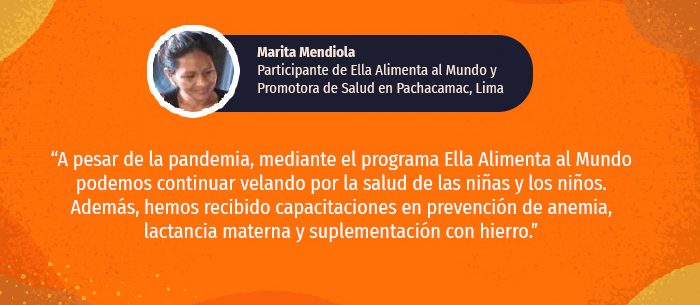 Marita Mendiola
Participante de Ella Alimenta al Mundo y
Promotora de Salud en Pachacamac, Lima
“A pesar de la pandemia, mediante el programa Ella Alimenta al Mundo
podemos continuar velando por la salud de las niñas y los niños.
Además, hemos recibido capacitaciones en prevención de anemia,
lactancia materna y suplementación con hierro.”